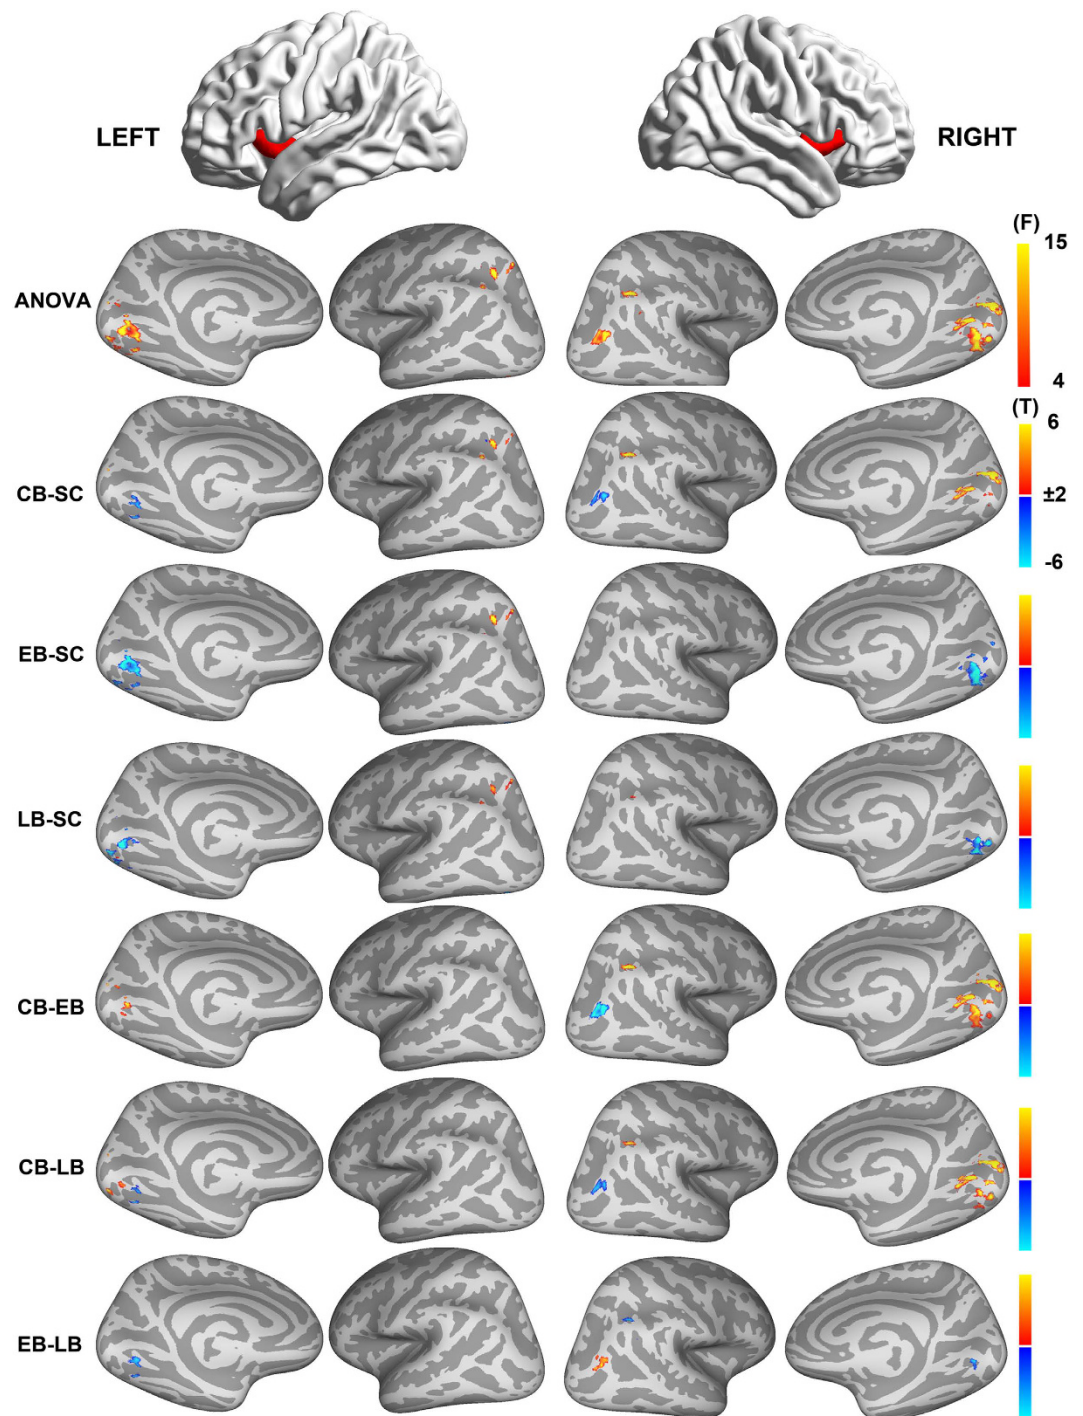 LEFT
RIGHT
(F)
15
ANOVA
4
(T)
6
CB-SC
±2
-6
EB-SC
LB-SC
CB-EB
CB-LB
EB-LB